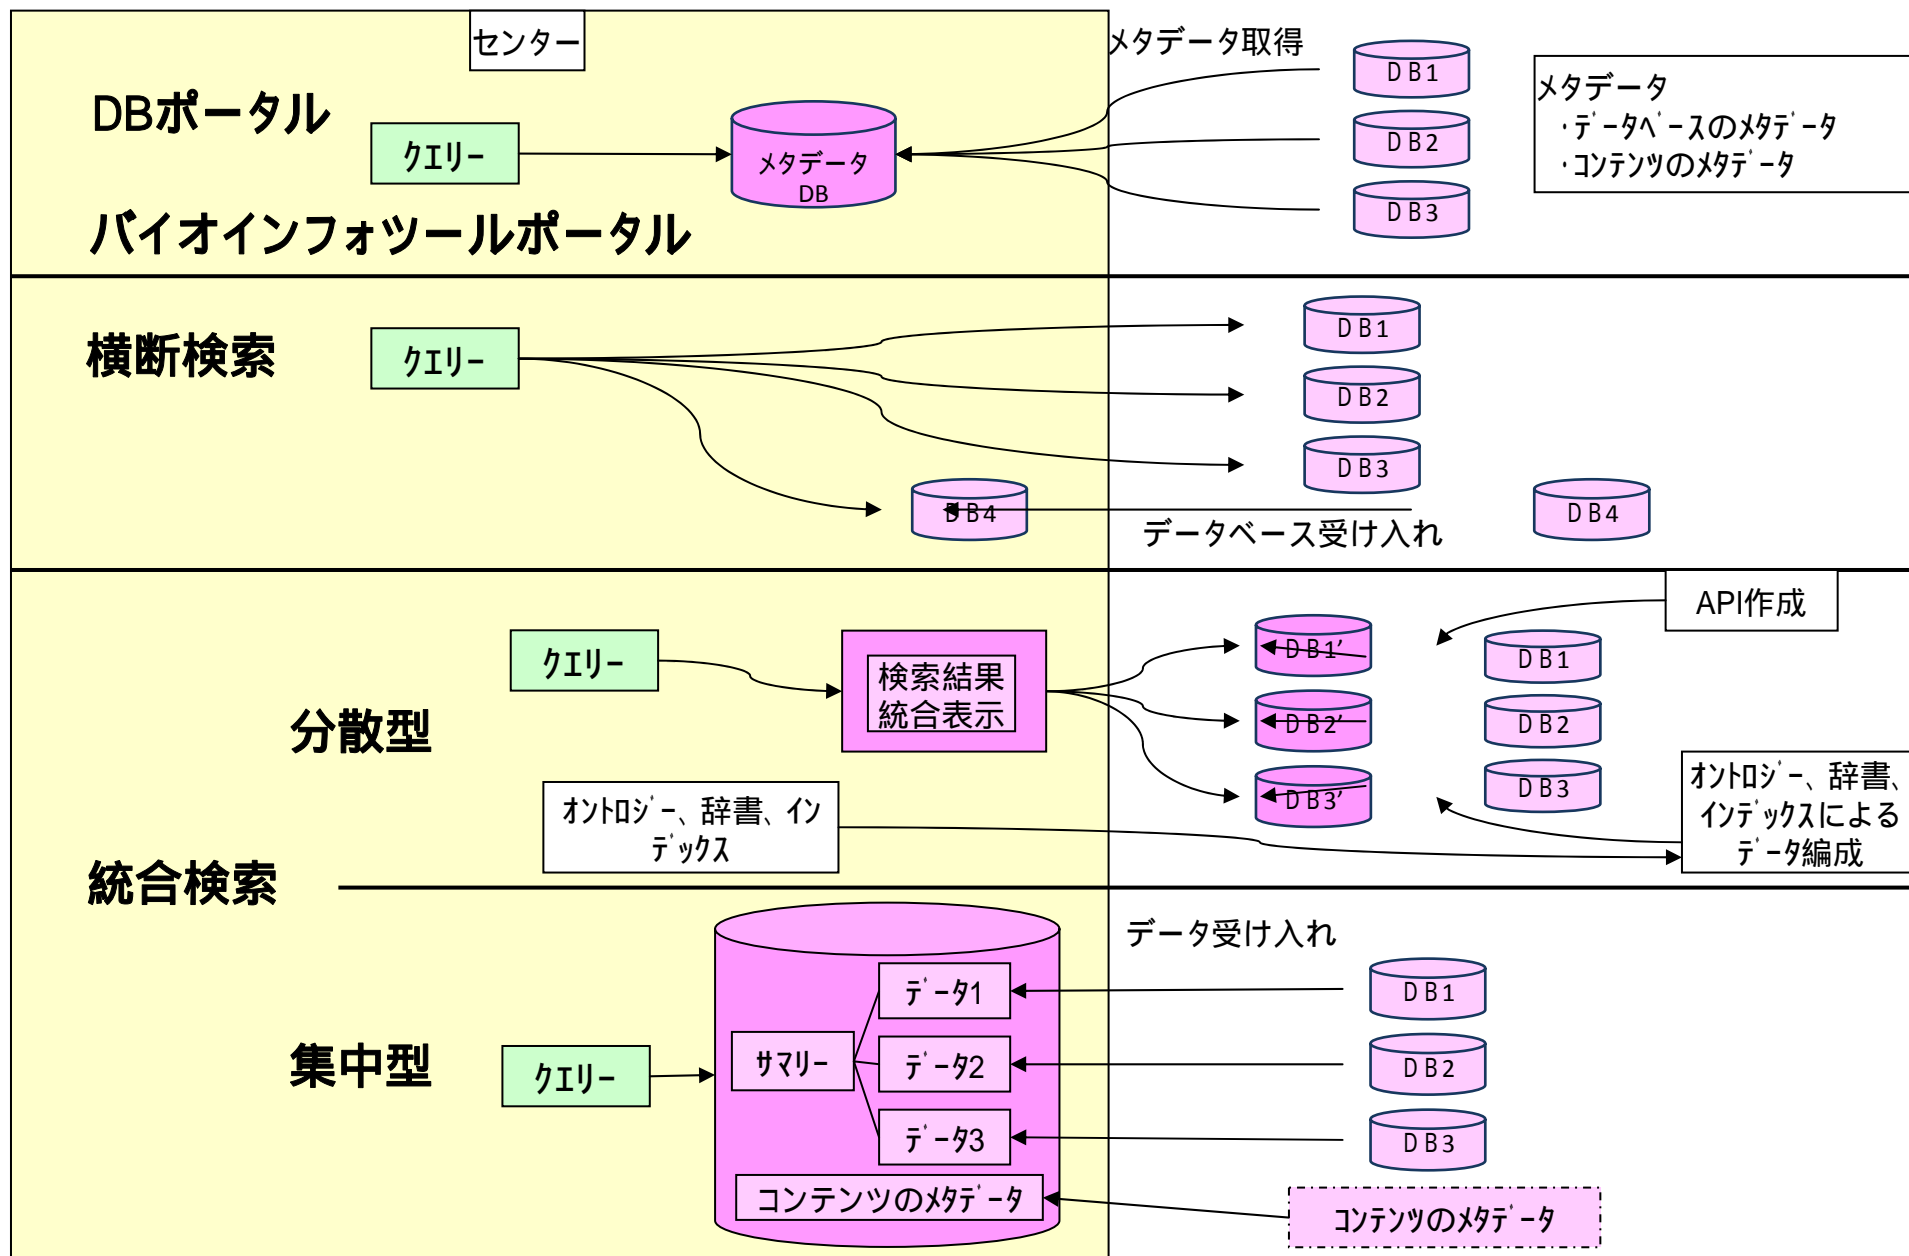 センター
メタデータ取得
DB1
DBポータル
メタデータ
・データベースのメタデータ
・コンテンツのメタデータ
クエリー
メタデータ
DB
DB2
DB3
バイオインフォツールポータル
横断検索
クエリー
DB1
DB2
DB3
DB4
DB4
データベース受け入れ
API作成
クエリー
検索結果
統合表示
DB1’
DB2’
DB3’
DB1
DB2
DB3
分散型
オントロジー、辞書、イン
デックス
オントロジー、辞書、
インデックスによる
データ編成
統合検索
データ受け入れ
集中型
クエリー
サマリー
データ1
データ2
データ3
コンテンツのメタデータ
DB1
DB2
DB3
コンテンツのメタデータ